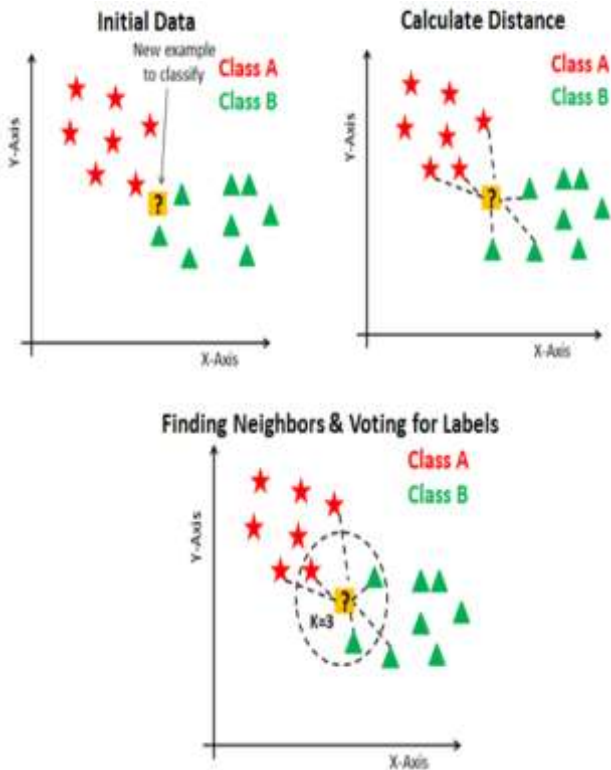 Initial Data
New example
to classify
Class A
Class B
?
Y-Axis
X-Axis
Calculate Distance
Class A
Class B
?
Y-Axis
X-Axis
Finding Neighbors & Voting for Labels
Class A
Class B
?
K=3
Y-Axis
X-Axis